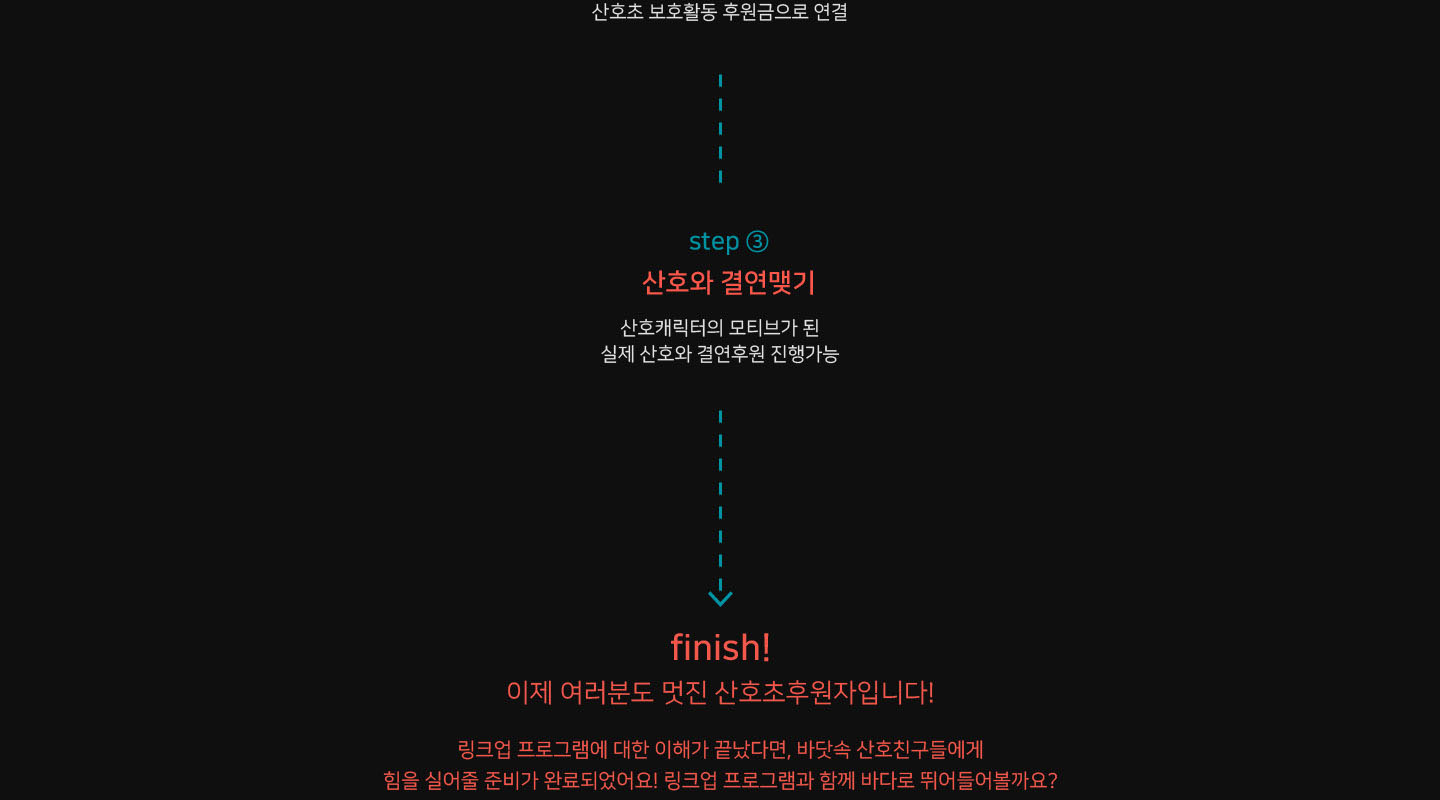 산호초 보호활동 후원금으로 연결
step ③
산호와 결연맺기
산호캐릭터의 모티브가 된
실제 산호와 결연후원 진행가능
finish!
이제 여러분도 멋진 산호초후원자입니다!
링크업 프로그램에 대한 이해가 끝났다면, 바닷속 산호친구들에게
힘을 실어줄 준비가 완료되었어요! 링크업 프로그램과 함께 바다로 뛰어들어볼까요?